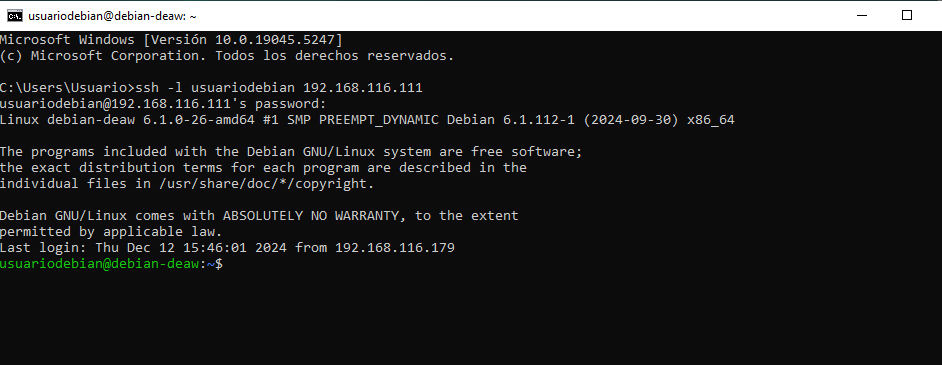 usuariodebian@debian-deaw: ~
Microsoft Windows [Versión 10.0.19045.5247]
(c) Microsoft Corporation. Todos los derechos reservados.
C:\Users\Usuario>ssh -l usuariodebian 192.168.116.111
usuariodebian@192.168.116.111's password:
Linux debian-deaw 6.1.0-26-amd64 #1 SMP PREEMPT_DYNAMIC Debian 6.1.112-1 (2024-09-30) x86_64
The programs included with the Debian GNU/Linux system are free software;
the exact distribution terms for each program are described in the
individual files in /usr/share/doc/*/copyright.
Debian GNU/Linux comes with ABSOLUTELY NO WARRANTY, to the extent
permitted by applicable law.
Last login: Thu Dec 12 15:46:01 2024 from 192.168.116.179
usuariodebian@debian-deaw:~$